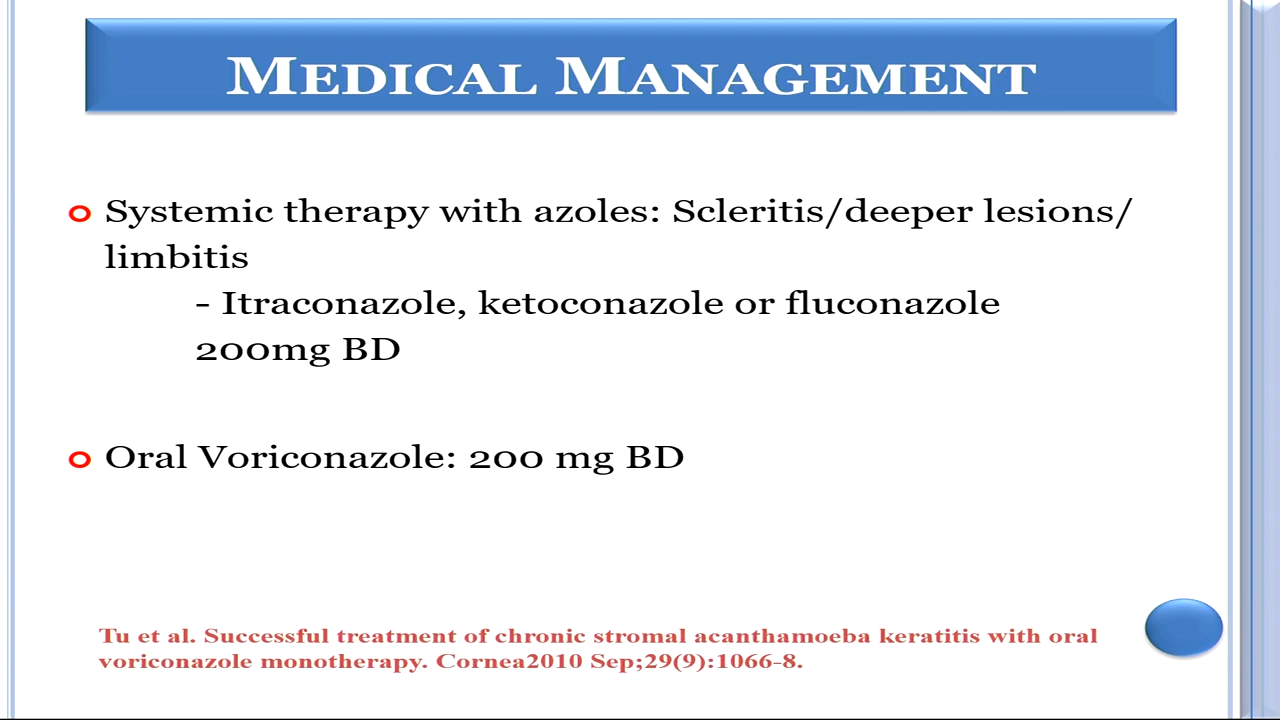 MEDICAL MANAGEMENT
Systemic therapy with azoles: Scleritis/deeper lesions/
limbitis
- Itraconazole, ketoconazole or fluconazole
200mg BD
Oral Voriconazole: 200 mg BD
Tu et al. Successful treatment of chronic stromal acanthamoeba keratitis with oral
voriconazole monotherapy. Cornea2010 Sep;29(9):1066-8.